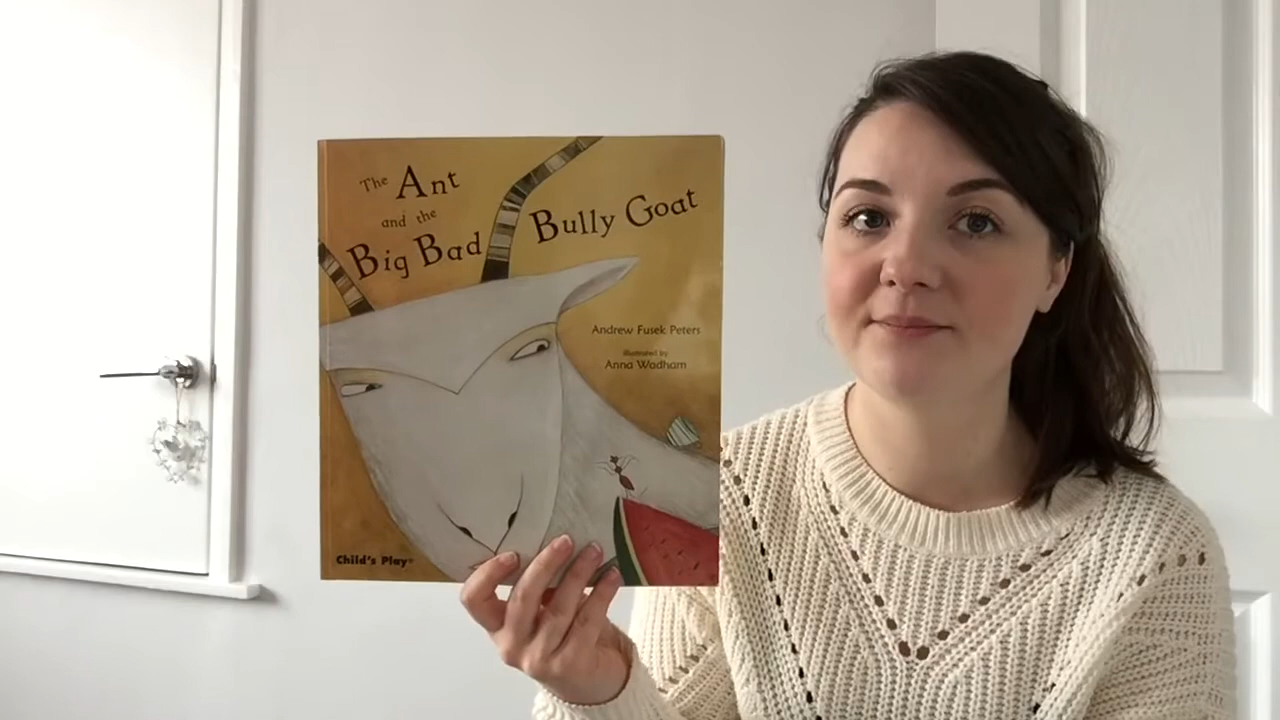 The Ant
and the
Big Bad
Bully Goat
Andrew Fusek Peters
illustrated by
Anna Wadham
Child's Play®